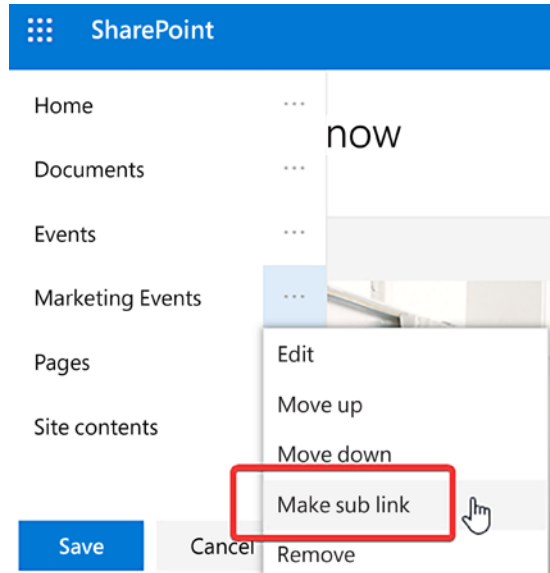 SharePoint
Home
now
Documents
Events
Marketing Events
Pages
Site contents
Edit
Move up
Move down
Make sub link
Remove
Save
Cancel